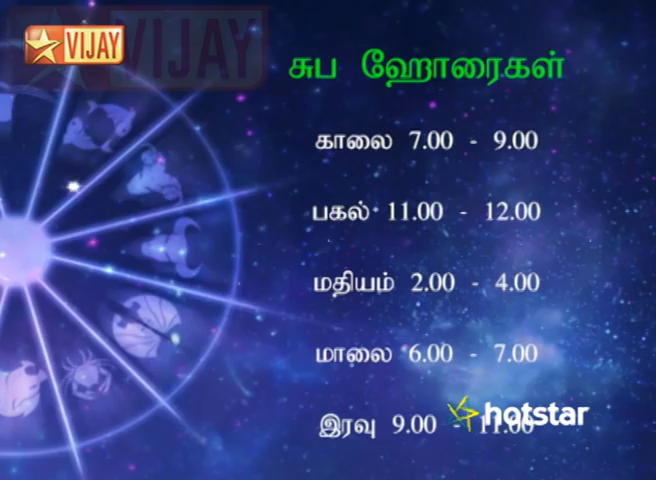 VIJAY
VIJAY
சுப ஹோரைகள்
காலை 7.00 - 9.00
பகல் 11.00 - 12.00
மதியம் 2.00 - 4.00
மாலை 6.00 - 7.00
இரவு 9.00 - 11.00
hotstar